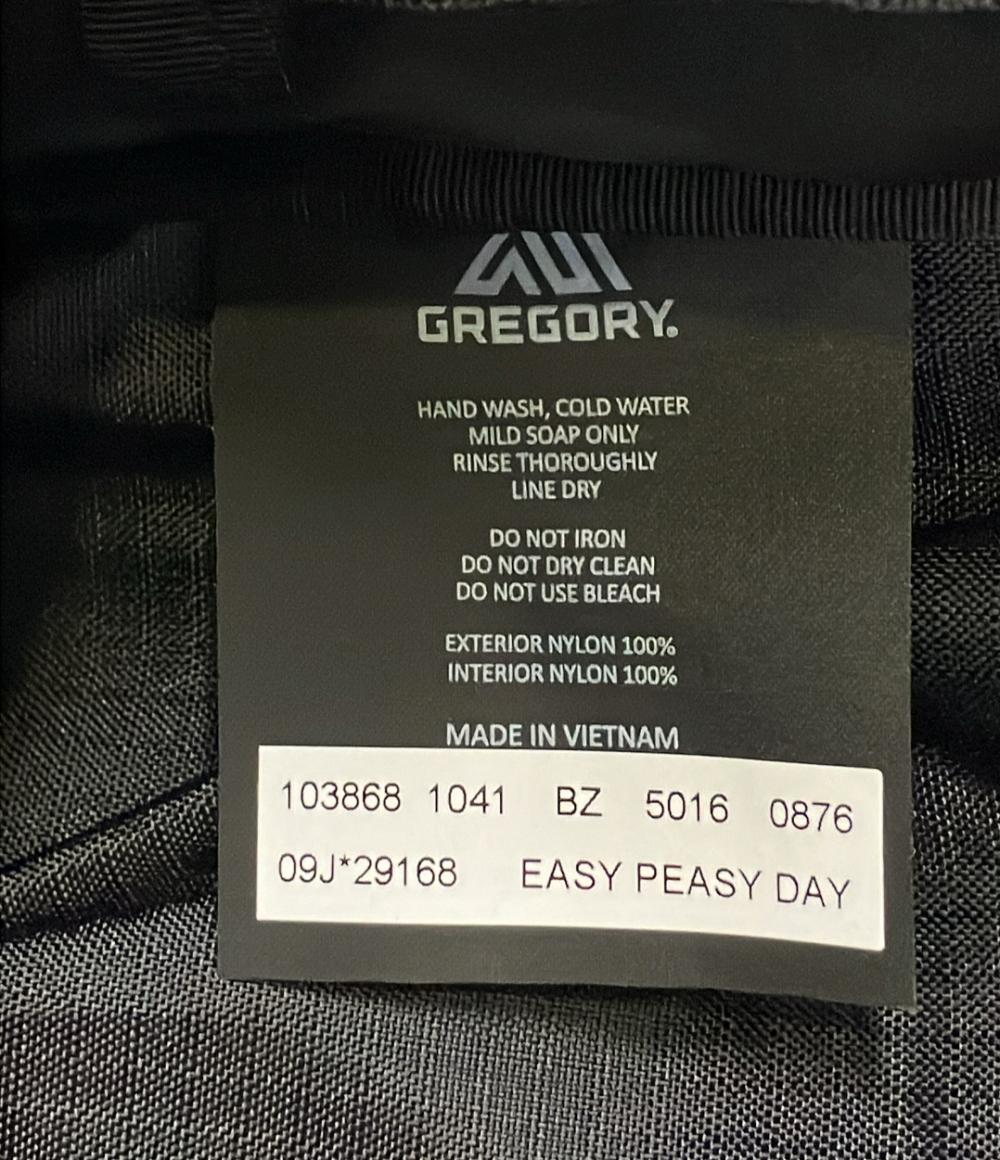 GREGORY.
HAND WASH, COLD WATER
MILD SOAP ONLY
RINSE THOROUGHLY
LINE DRY
DO NOT IRON
DO NOT DRY CLEAN
DO NOT USE BLEACH
EXTERIOR NYLON 100%
INTERIOR NYLON 100%
MADE IN VIETNAM
103868 1041 BZ 5016 0876
09J*29168 EASY PEASY DAY